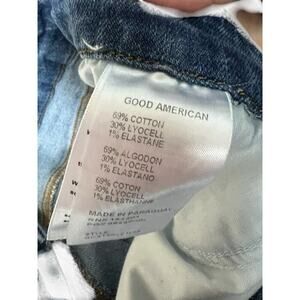 GOOD AMERICAN
69% COTTON
30% LYOCELL
1% ELASTANE
69% ALGODON
30% LYOCELL
1% ELASTANO
69% COTON
30% LYOCELL
1% ELASTHANNE
MADE IN PARAGUAY